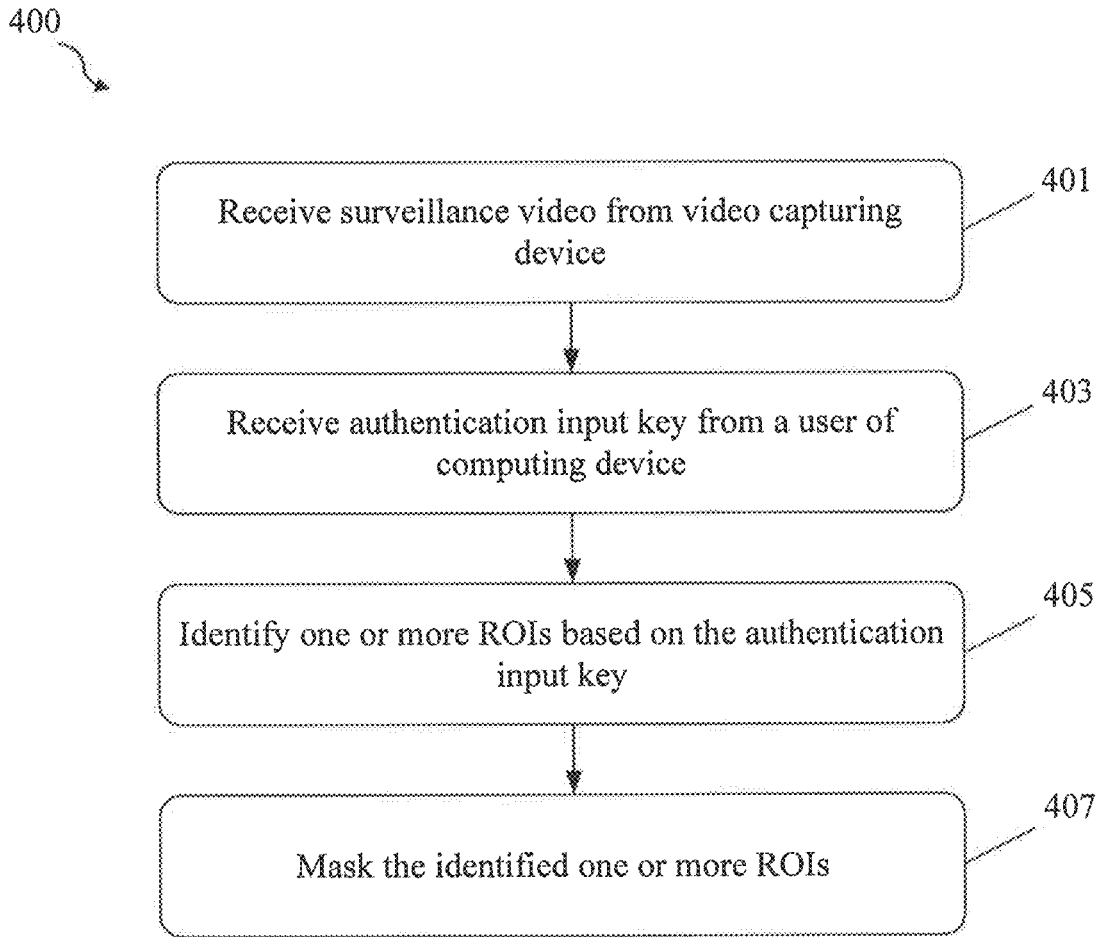 400
Receive surveillance video from video capturing
device
401
Receive authentication input key from a user of
computing device
403
Identify one or more ROIs based on the authentication
input key
405
Mask the identified one or more ROIs
407